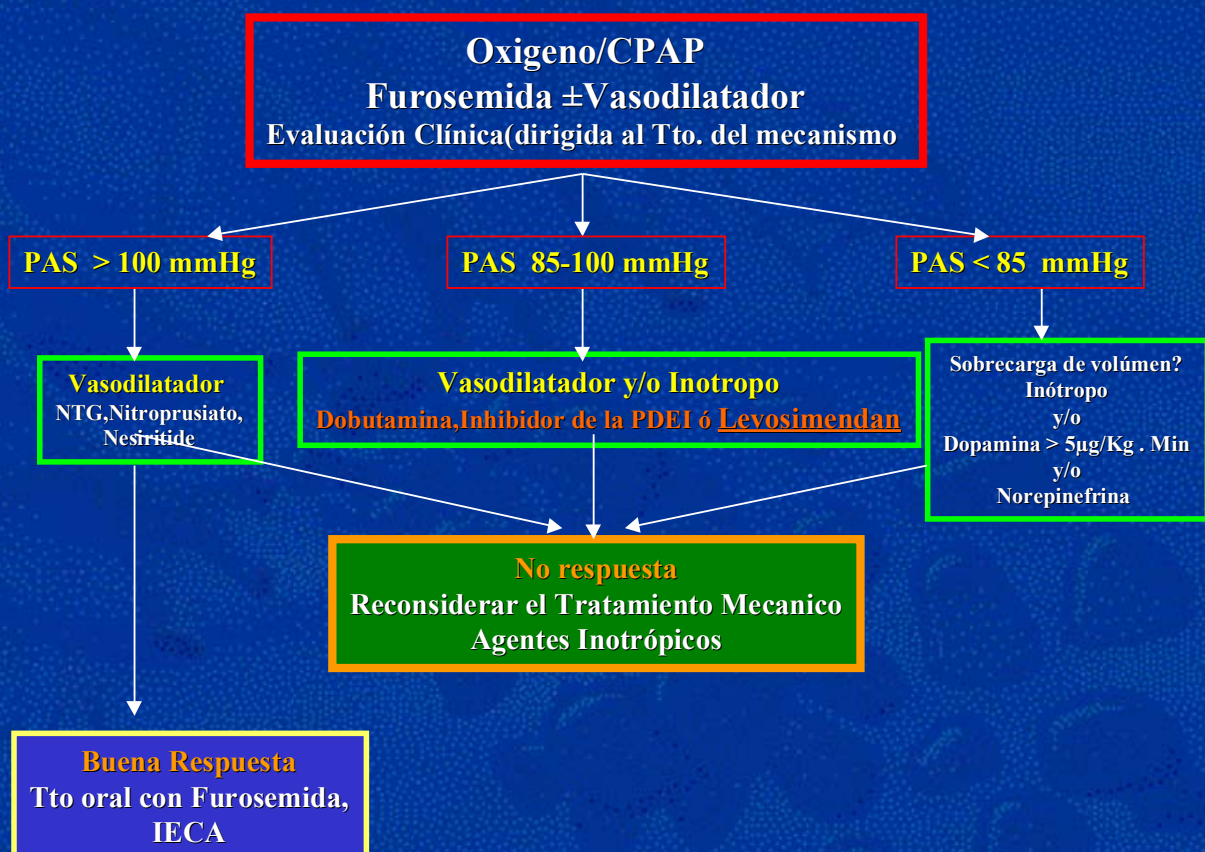 Oxigeno/CPAP
Furosemida ±Vasodilatador
Evaluación Clínica(dirigida al Tto. del mecanismo
PAS > 100 mmHg
PAS 85-100 mmHg
PAS < 85 mmHg
Vasodilatador
NTG,Nitroprusiato,
Nesiritide
Vasodilatador y/o Inotropo
Dobutamina,Inhibidor de la PDEI ó Levosimendan
Sobrecarga de volúmen?
Inótropo
y/o
Dopamina > 5µg/Kg . Min
y/o
Norepinefrina
No respuesta
Reconsiderar el Tratamiento Mecanico
Agentes Inotrópicos
Buena Respuesta
Tto oral con Furosemida,
IECA